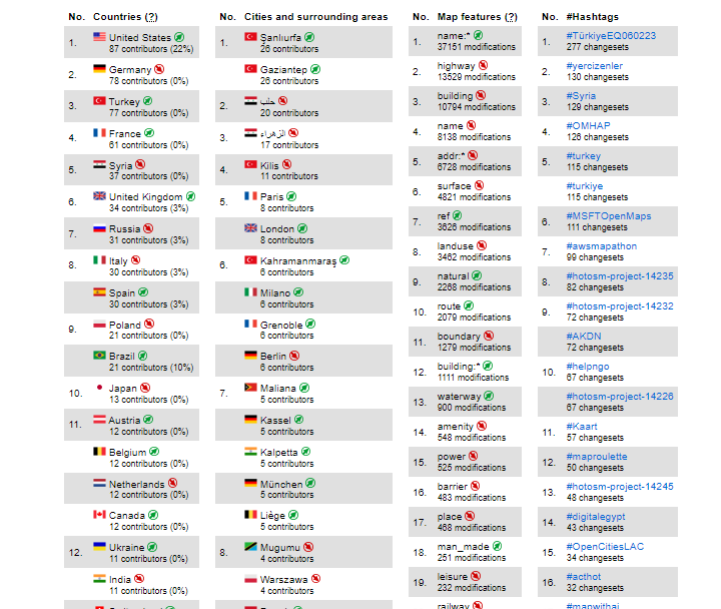 No. Countries (?)
1. United States
87 contributors (22%)
2. Germany
78 contributors (0%)
3. Turkey
77 contributors (0%)
4. France
61 contributors (0%)
5. Syria
37 contributors (0%)
6. United Kingdom
34 contributors (3%)
7. Russia
31 contributors (3%)
8. Italy
30 contributors (3%)
Spain
30 contributors (3%)
9. Poland
21 contributors (0%)
Brazil
21 contributors (10%)
10. Japan
13 contributors (0%)
11. Austria
12 contributors (0%)
Belgium
12 contributors (0%)
Netherlands
12 contributors (0%)
Canada
12 contributors (0%)
12. Ukraine
11 contributors (0%)
India
11 contributors (0%)
No. Cities and surrounding areas
1. Şanlıurfa
26 contributors
Gaziantep
26 contributors
2. حلب
20 contributors
3. الزهراء
17 contributors
4. Kilis
11 contributors
5. Paris
8 contributors
London
8 contributors
6. Kahramanmaraş
6 contributors
Milano
6 contributors
Grenoble
6 contributors
Berlin
6 contributors
7. Maliana
5 contributors
Kassel
5 contributors
Kalpetta
5 contributors
München
5 contributors
Liège
5 contributors
8. Mugumu
4 contributors
Warszawa
4 contributors
No. Map features (?)
1. name:*
37151 modifications
2. highway
13529 modifications
3. building
10794 modifications
4. name
8138 modifications
5. addr:*
6728 modifications
6. surface
4821 modifications
7. ref
3626 modifications
8. landuse
3462 modifications
9. natural
2268 modifications
10. route
2079 modifications
11. boundary
1279 modifications
12. building:*
1111 modifications
13. waterway
900 modifications
14. amenity
548 modifications
15. power
525 modifications
16. barrier
483 modifications
17. place
468 modifications
18. man_made
251 modifications
19. leisure
232 modifications
railway
No. #Hashtags
1. #TürkiyeEQ060223
277 changesets
2. #yercizenler
130 changesets
3. #Syria
129 changesets
4. #OMHAP
126 changesets
5. #turkey
115 changesets
#turkiye
115 changesets
6. #MSFTOpenMaps
111 changesets
7. #awsmapathon
99 changesets
8. #hotosm-project-14235
82 changesets
9. #hotosm-project-14232
72 changesets
#AKDN
72 changesets
10. #helpngo
67 changesets
#hotosm-project-14226
67 changesets
11. #Kaart
57 changesets
12. #maproulette
50 changesets
13. #hotosm-project-14245
48 changesets
14. #digitalegypt
43 changesets
15. #OpenCitiesLAC
34 changesets
16. #acthot
32 changesets
#mapwithai